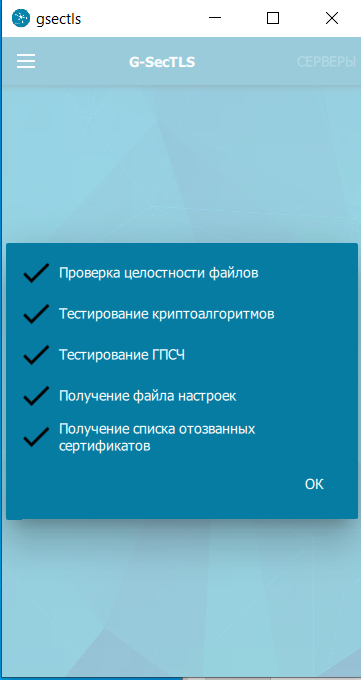 gsectls
G-SecTLS
СЕРВЕРЫ
Проверка целостности файлов
Тестирование криптоалгоритмов
Тестирование ГПСЧ
Получение файла настроек
Получение списка отозванных
сертификатов
ОК